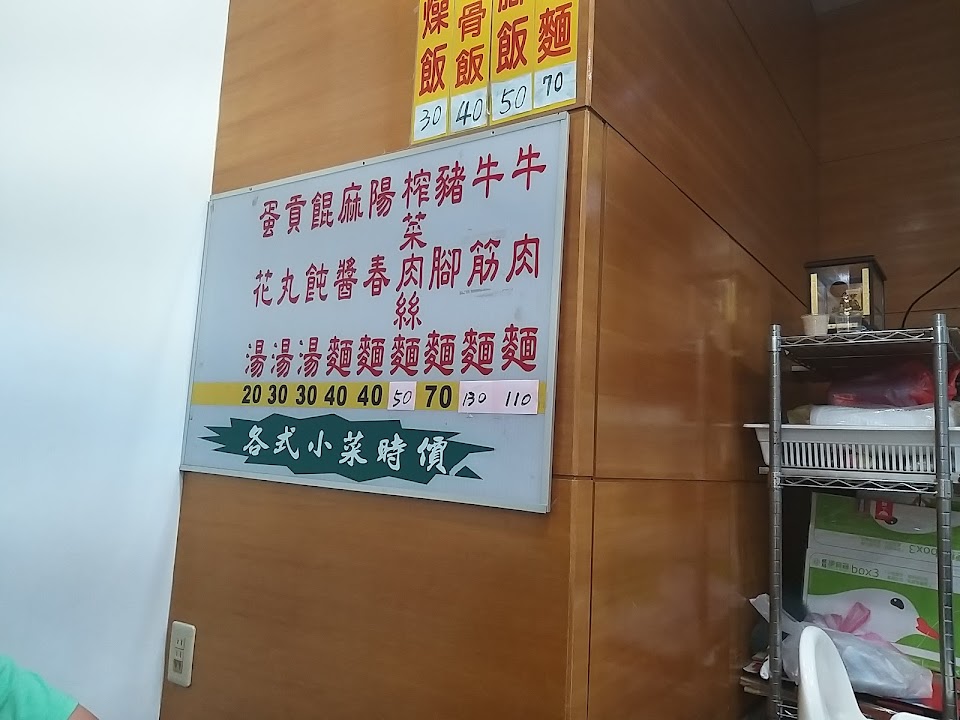 麵 70
飯 50
骨飯 40
燥飯 30
牛肉麵 110
牛筋麵 130
豬腳麵 70
榨菜肉絲麵 50
陽春麵 40
麻醬麵 40
餛飩湯 30
貢丸湯 30
蛋花湯 20
各式小菜時價
box3
box3